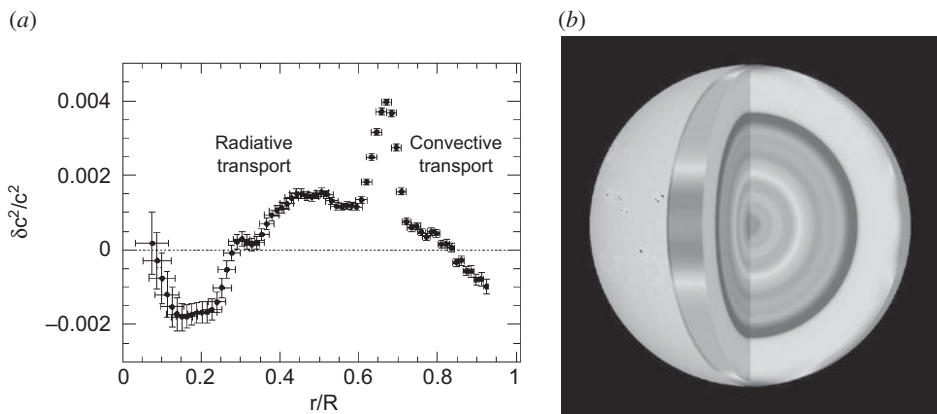 (a)
(b)
0.004
0.002
0
−0.002
δc²/c²
Radiative
transport
Convective
transport
0 0.2 0.4 0.6 0.8 1
r/R